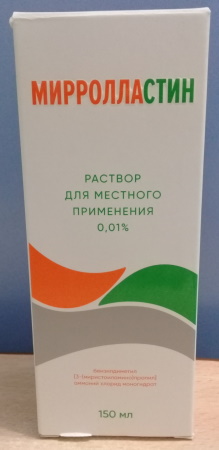 МИРРОЛЛАСТИН
РАСТВОР
ДЛЯ МЕСТНОГО
ПРИМЕНЕНИЯ
0,01%
150 мл